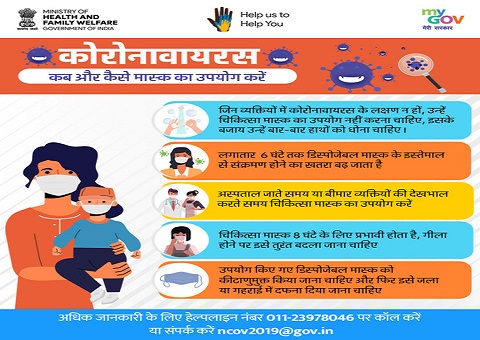 MINISTRY OF
HEALTH AND
FAMILY WELFARE
GOVERNMENT OF INDIA
Help us to
Help You
my
GOV
मेरी सरकार
कोरोनावायरस
कब और कैसे मास्क का उपयोग करें
जिन व्यक्तियों में कोरोनावायरस के लक्षण न हों, उन्हें
चिकित्सा मास्क का उपयोग नहीं करना चाहिए, इसके
बजाय उन्हें बार-बार हाथों को धोना चाहिए।
लगातार 6 घंटे तक डिस्पोजेबल मास्क के इस्तेमाल
से संक्रमण होने का खतरा बढ़ जाता है
अस्पताल जाते समय या बीमार व्यक्तियों की देखभाल
करते समय चिकित्सा मास्क का उपयोग करें
चिकित्सा मास्क 8 घंटे के लिए प्रभावी होता है, गीला
होने पर इसे तुरंत बदला जाना चाहिए
उपयोग किए गए डिस्पोजेबल मास्क को
कीटाणुमुक्त किया जाना चाहिए और फिर इसे जला
या गहराई में दफना दिया जाना चाहिए
अधिक जानकारी के लिए हेल्पलाइन नंबर 011-23978046 पर कॉल करें
या संपर्क करें ncov2019@gov.in